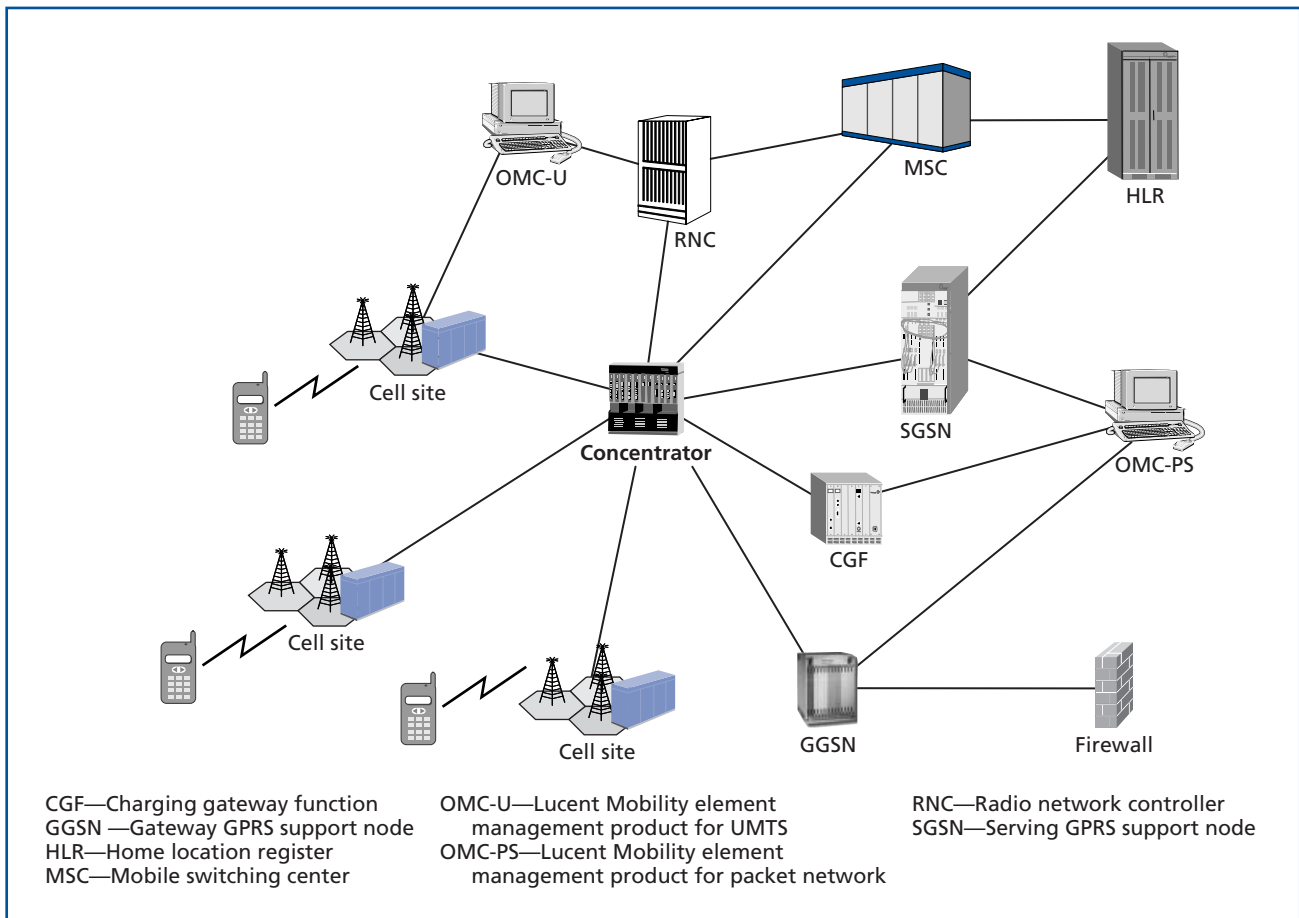 OMC-U
RNC
MSC
HLR
Cell site
SGSN
OMC-PS
Concentrator
CGF
Cell site
Cell site
GGSN
Firewall
CGF—Charging gateway function
GGSN —Gateway GPRS support node
HLR—Home location register
MSC—Mobile switching center
OMC-U—Lucent Mobility element
management product for UMTS
OMC-PS—Lucent Mobility element
management product for packet network
RNC—Radio network controller
SGSN—Serving GPRS support node